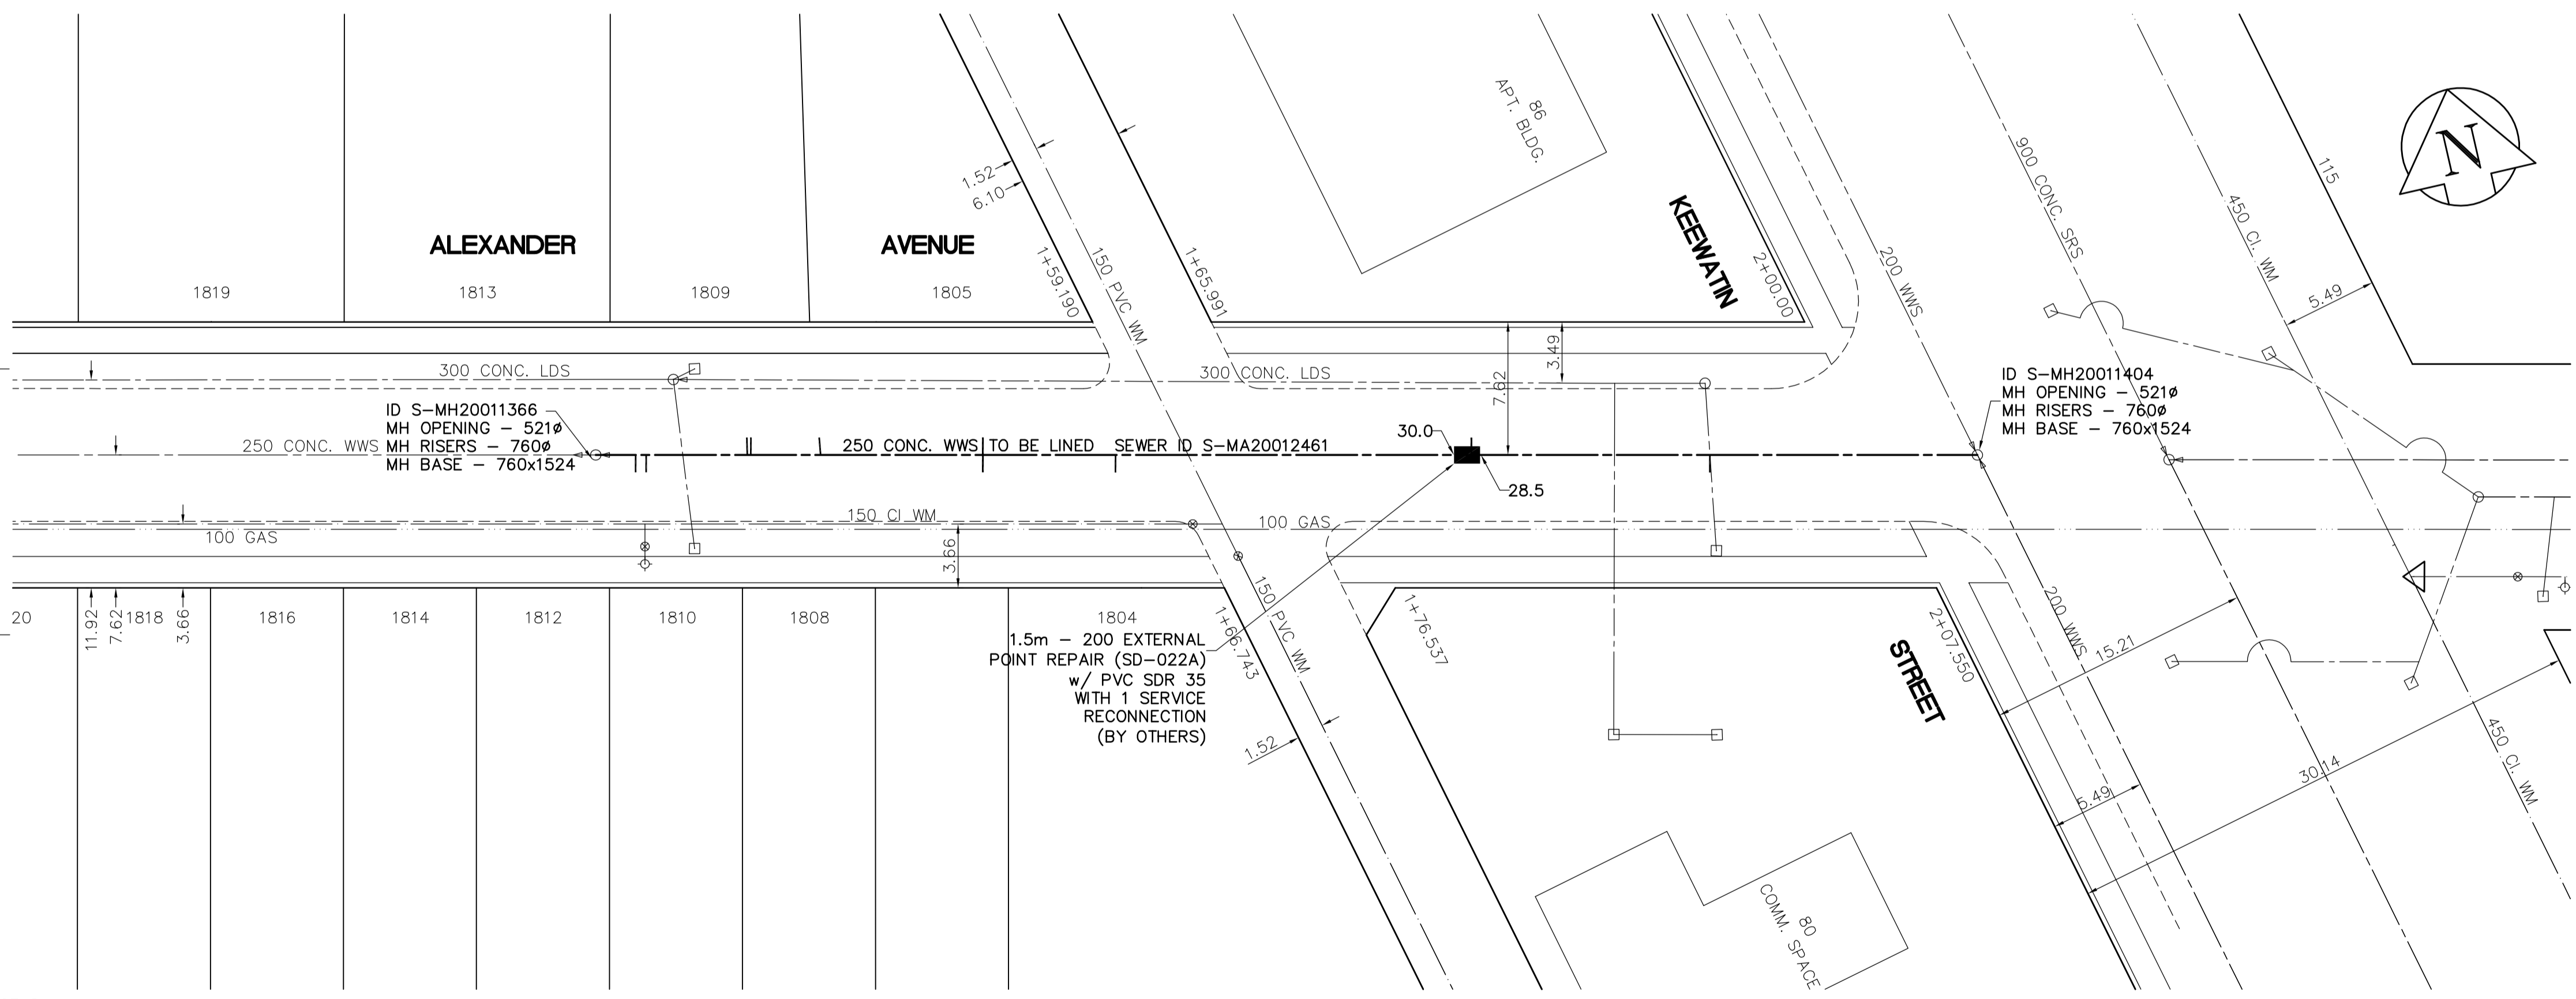 86
APT. BLDG.
N
115
KEEWATIN
900 CONC. SRS
450 CI. WM
1.52
6.10
ALEXANDER
AVENUE
1+59.190
150 PVC WM
1+65.991
2+00.00
200 WWS
5.49
1819
1813
1809
1805
300 CONC. LDS
300 CONC. LDS
7.62
3.49
ID S-MH20011366
MH OPENING - 521ø
MH RISERS - 760ø
MH BASE - 760x1524
ID S-MH20011404
MH OPENING - 521ø
MH RISERS - 760ø
MH BASE - 760x1524
250 CONC. WWS
250 CONC. WWS TO BE LINED SEWER ID S-MA20012461
30.0
28.5
150 CI WM
100 GAS
100 GAS
3.66
20
11.92
7.62
1818
3.66
1816
1814
1812
1810
1808
1804
1+66.743
150 PVC WM
1+76.537
1.5m - 200 EXTERNAL
POINT REPAIR (SD-022A)
w/ PVC SDR 35
WITH 1 SERVICE
RECONNECTION
(BY OTHERS)
1.52
STREET
2+07.550
200 WWS
15.21
30.14
5.49
450 CI. WM
80
COMM. SPACE